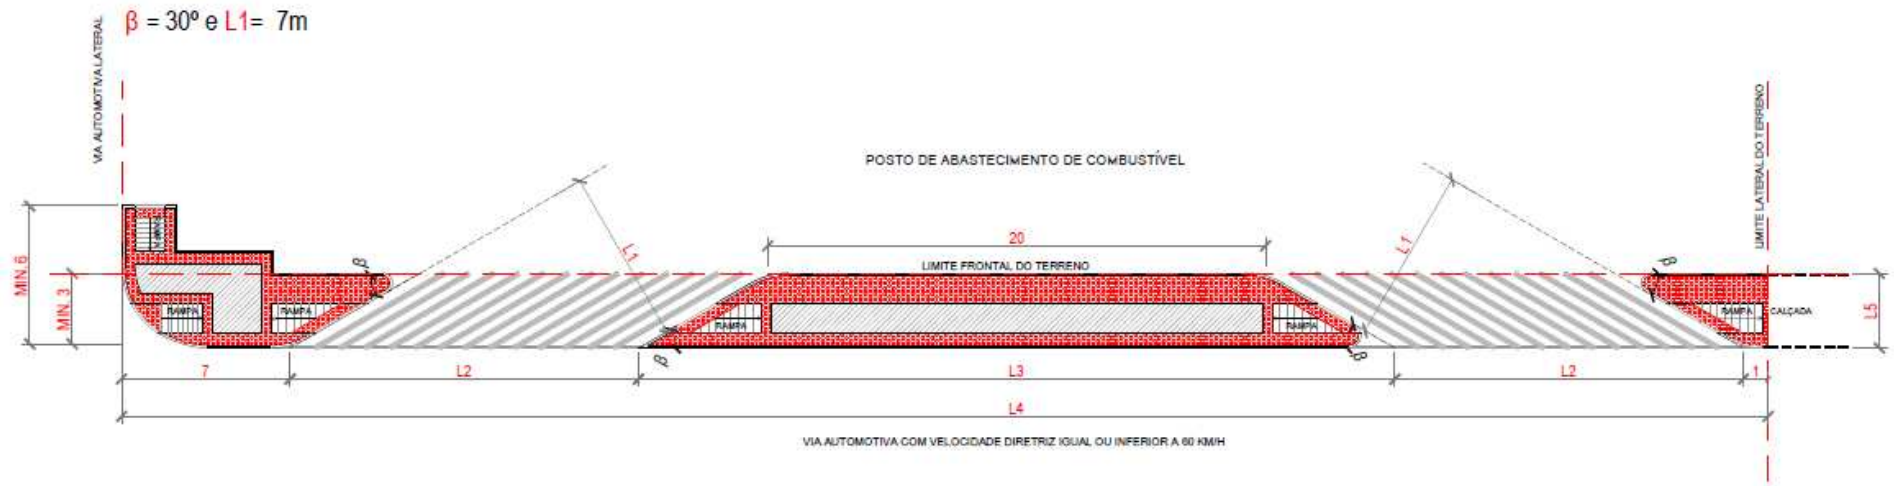 β = 30º e L1= 7m
VIA AUTOMOTIVA LATERAL
LIMITE LATERAL DO TERRENO
POSTO DE ABASTECIMENTO DE COMBUSTÍVEL
20
L1
L1
LIMITE FRONTAL DO TERRENO
β
β
RAMPA
MIN. 6
MIN. 3
RAMPA
RAMPA
RAMPA
RAMPA
RAMPA
CALÇADA
L5
β
β
7
L2
L3
L2
1
L4
VIA AUTOMOTIVA COM VELOCIDADE DIRETRIZ IGUAL OU INFERIOR A 60 KM/H